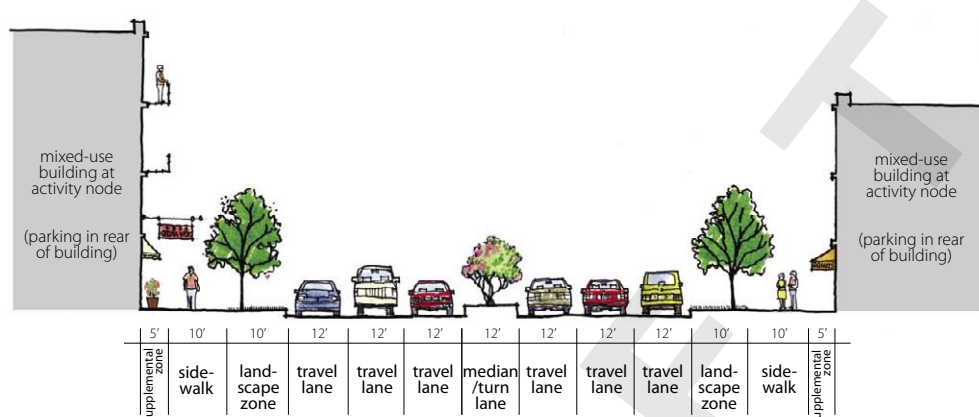 mixed-use
building at
activity node
(parking in rear
of building)
mixed-use
building at
activity node
(parking in rear
of building)
5' 10' 10' 12' 12' 12' 12' 12' 12' 12' 10' 10' 5'
upplemental
zone
side-
walk
land-
scape
zone
travel
lane
travel
lane
travel
lane
median
/turn
lane
travel
lane
travel
lane
travel
lane
land-
scape
zone
side-
walk
upplemental
zone
T